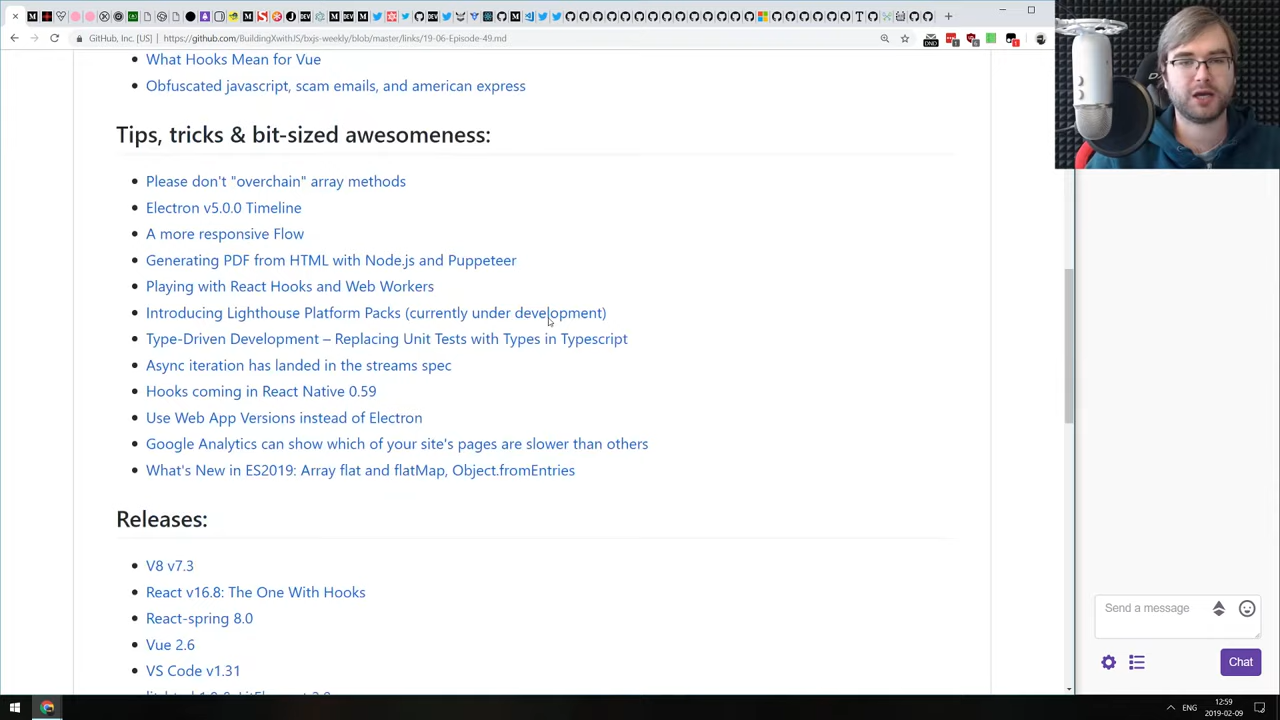 GitHub, Inc. [US] | https://github.com/BuildingXwithJS/bxjs-weekly/blob/master/links/19-06-Episode-49.md
What Hooks Mean for Vue
Obfuscated javascript, scam emails, and american express
Tips, tricks & bit-sized awesomeness:
Please don't "overchain" array methods
Electron v5.0.0 Timeline
A more responsive Flow
Generating PDF from HTML with Node.js and Puppeteer
Playing with React Hooks and Web Workers
Introducing Lighthouse Platform Packs (currently under development)
Type-Driven Development – Replacing Unit Tests with Types in Typescript
Async iteration has landed in the streams spec
Hooks coming in React Native 0.59
Use Web App Versions instead of Electron
Google Analytics can show which of your site's pages are slower than others
What's New in ES2019: Array flat and flatMap, Object.fromEntries
Releases:
V8 v7.3
React v16.8: The One With Hooks
React-spring 8.0
Vue 2.6
VS Code v1.31
Send a message
Chat
ENG
12:59
2019-02-09